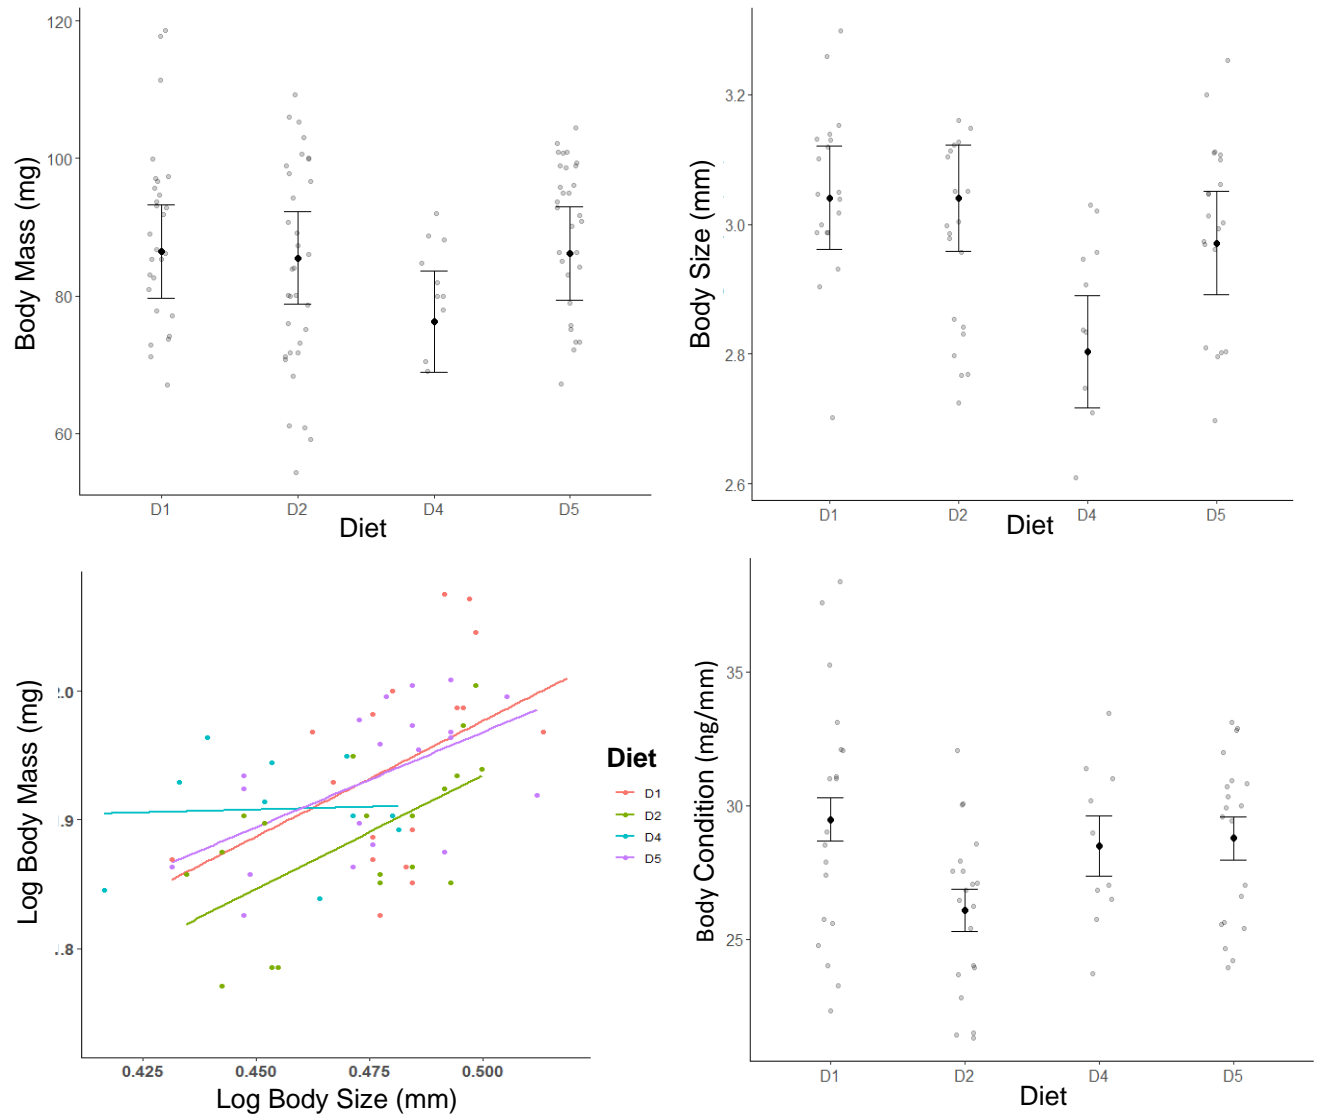 120
100
80
60
Body Mass (mg)
D1 D2 D4 D5
Diet
3.2
3.0
2.8
2.6
Body Size (mm)
D1 D2 D4 D5
Diet
.0
.9
.8
Log Body Mass (mg)
0.425 0.450 0.475 0.500
Log Body Size (mm)
Diet
D1
D2
D4
D5
35
30
25
Body Condition (mg/mm)
D1 D2 D4 D5
Diet